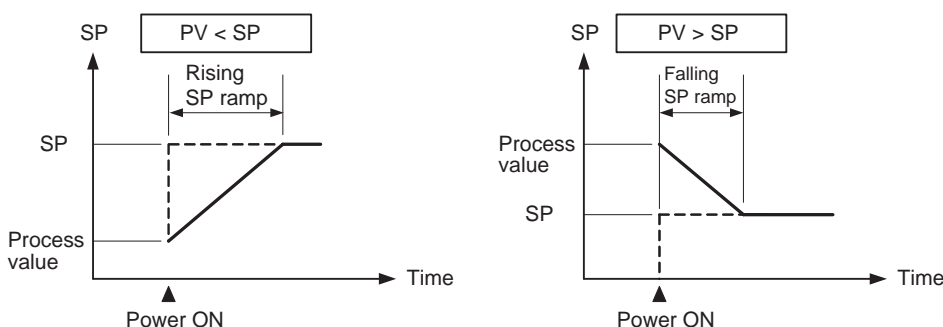 SP
PV < SP
Rising
SP ramp
SP
Process
value
Time
Power ON
SP
PV > SP
Falling
SP ramp
Process
value
SP
Time
Power ON